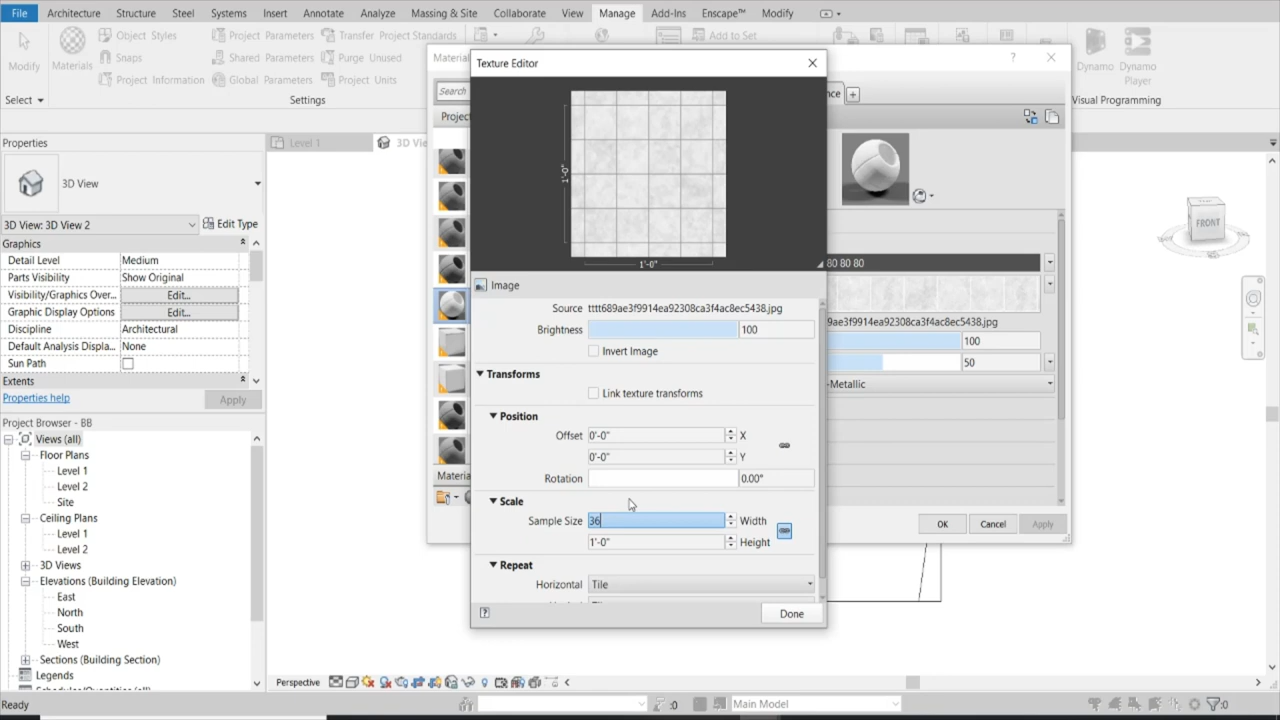 File Architecture Structure Steel Systems Insert Annotate Analyze Massing & Site Collaborate View Manage Add-Ins Enscape™ Modify
Object Styles Project Parameters Transfer Project Standards Add to Set
Snaps Shared Parameters Purge Unused
Modify Materials Project Information Global Parameters Project Units Dynamo Dynamo
Player
Select Settings Visual Programming
Material
Texture Editor
Search
nce
Project
Properties
Level 1
3D Vie
3D View
3D View: 3D View 2 Edit Type
Graphics
Detail Level Medium
Parts Visibility Show Original
Visibility/Graphics Over... Edit...
Graphic Display Options Edit...
Discipline Architectural
Default Analysis Displa... None
Sun Path
Extents
Properties help Apply
1'-0"
1'-0"
FRONT
80 80 80
Image
Source tttt689ae3f9914ea92308ca3f4ac8ec5438.jpg
9ae3f9914ea92308ca3f4ac8ec5438.jpg
Brightness 100
100
Invert Image
50
Transforms
-Metallic
Link texture transforms
Position
Offset 0'-0" X
0'-0" Y
Rotation 0.00°
Scale
Sample Size 36 Width
1'-0" Height
Repeat
Horizontal Tile
Done
Materia
OK Cancel Apply
Project Browser - BB
Views (all)
Floor Plans
Level 1
Level 2
Site
Ceiling Plans
Level 1
Level 2
3D Views
Elevations (Building Elevation)
East
North
South
West
Sections (Building Section)
Legends
Perspective
Ready
:0
Main Model
:0